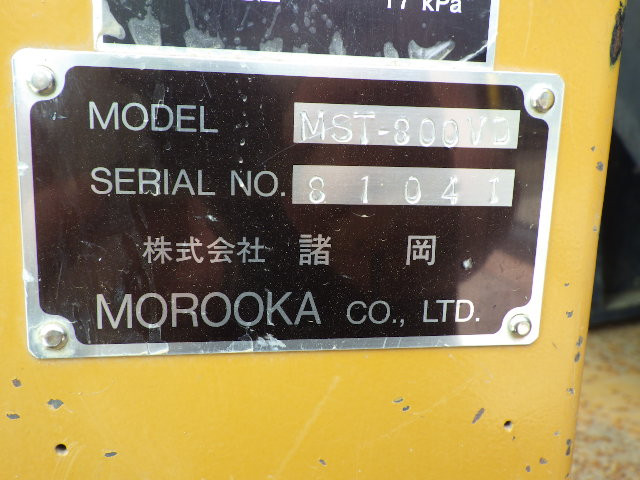 17 kPa
MODEL MST-800VD
SERIAL NO. 81041
株式会社 諸岡
MOROOKA CO., LTD.